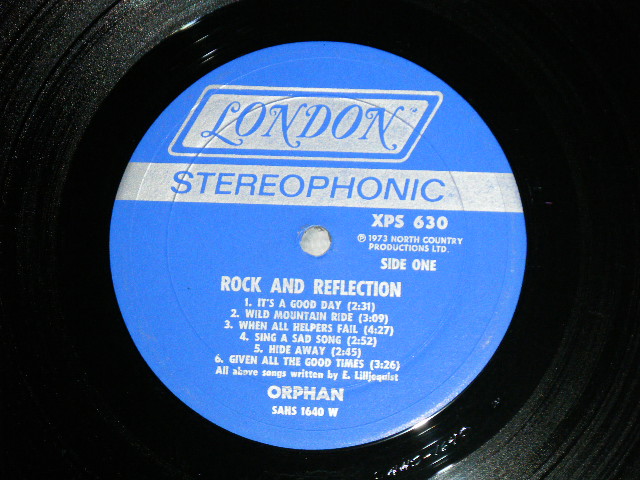 LONDON
STEREOPHONIC
XPS 630
℗ 1973 NORTH COUNTRY
PRODUCTIONS LTD.
SIDE ONE
ROCK AND REFLECTION
1. IT'S A GOOD DAY (2:31)
2. WILD MOUNTAIN RIDE (3:09)
3. WHEN ALL HELPERS FAIL (4:27)
4. SING A SAD SONG (2:52)
5. HIDE AWAY (2:45)
6. GIVEN ALL THE GOOD TIMES (3:26)
All above songs written by E. Lilljequist
ORPHAN
SAHS 1640 W